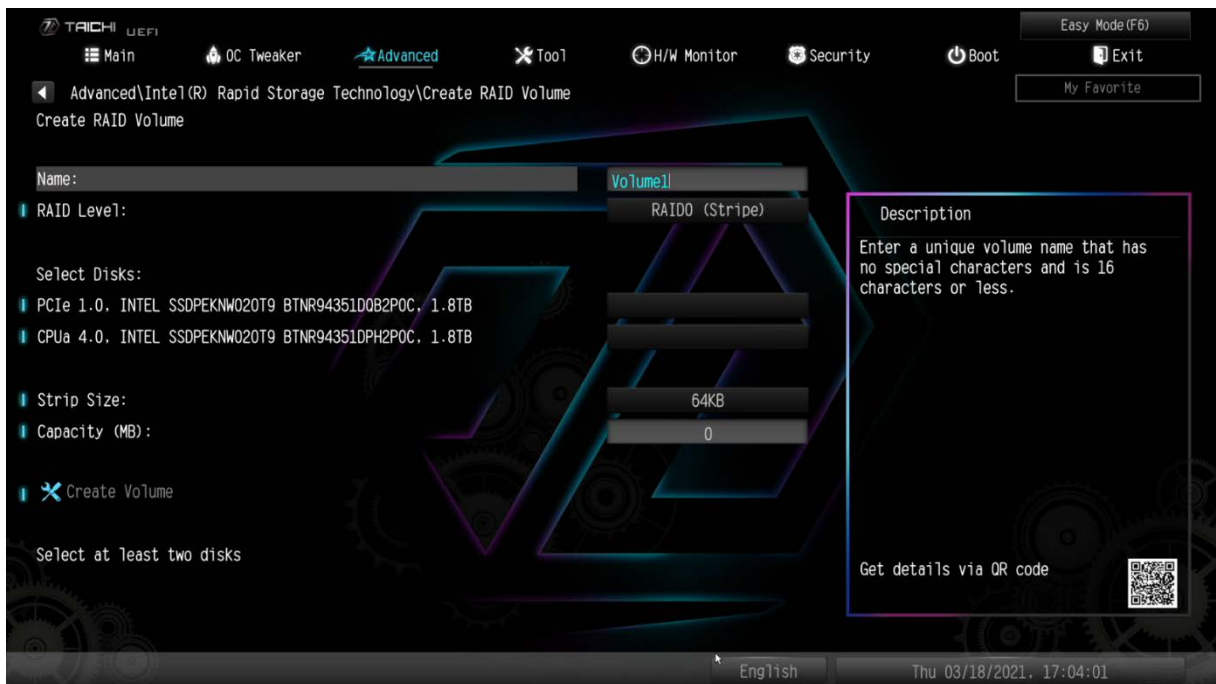 TAICHI UEFI
Easy Mode(F6)
Main OC Tweaker Advanced Tool H/W Monitor Security Boot Exit
Advanced\Intel(R) Rapid Storage Technology\Create RAID Volume
My Favorite
Create RAID Volume
Name: Volume1
RAID Level: RAID0 (Stripe)
Description
Enter a unique volume name that has
no special characters and is 16
characters or less.
Select Disks:
PCIe 1.0, INTEL SSDPEKNW020T9 BTNR94351DQB2P0C, 1.8TB
CPUa 4.0, INTEL SSDPEKNW020T9 BTNR94351DPH2P0C, 1.8TB
Strip Size: 64KB
Capacity (MB): 0
Create Volume
Select at least two disks
Get details via QR code
English
Thu 03/18/2021, 17:04:01